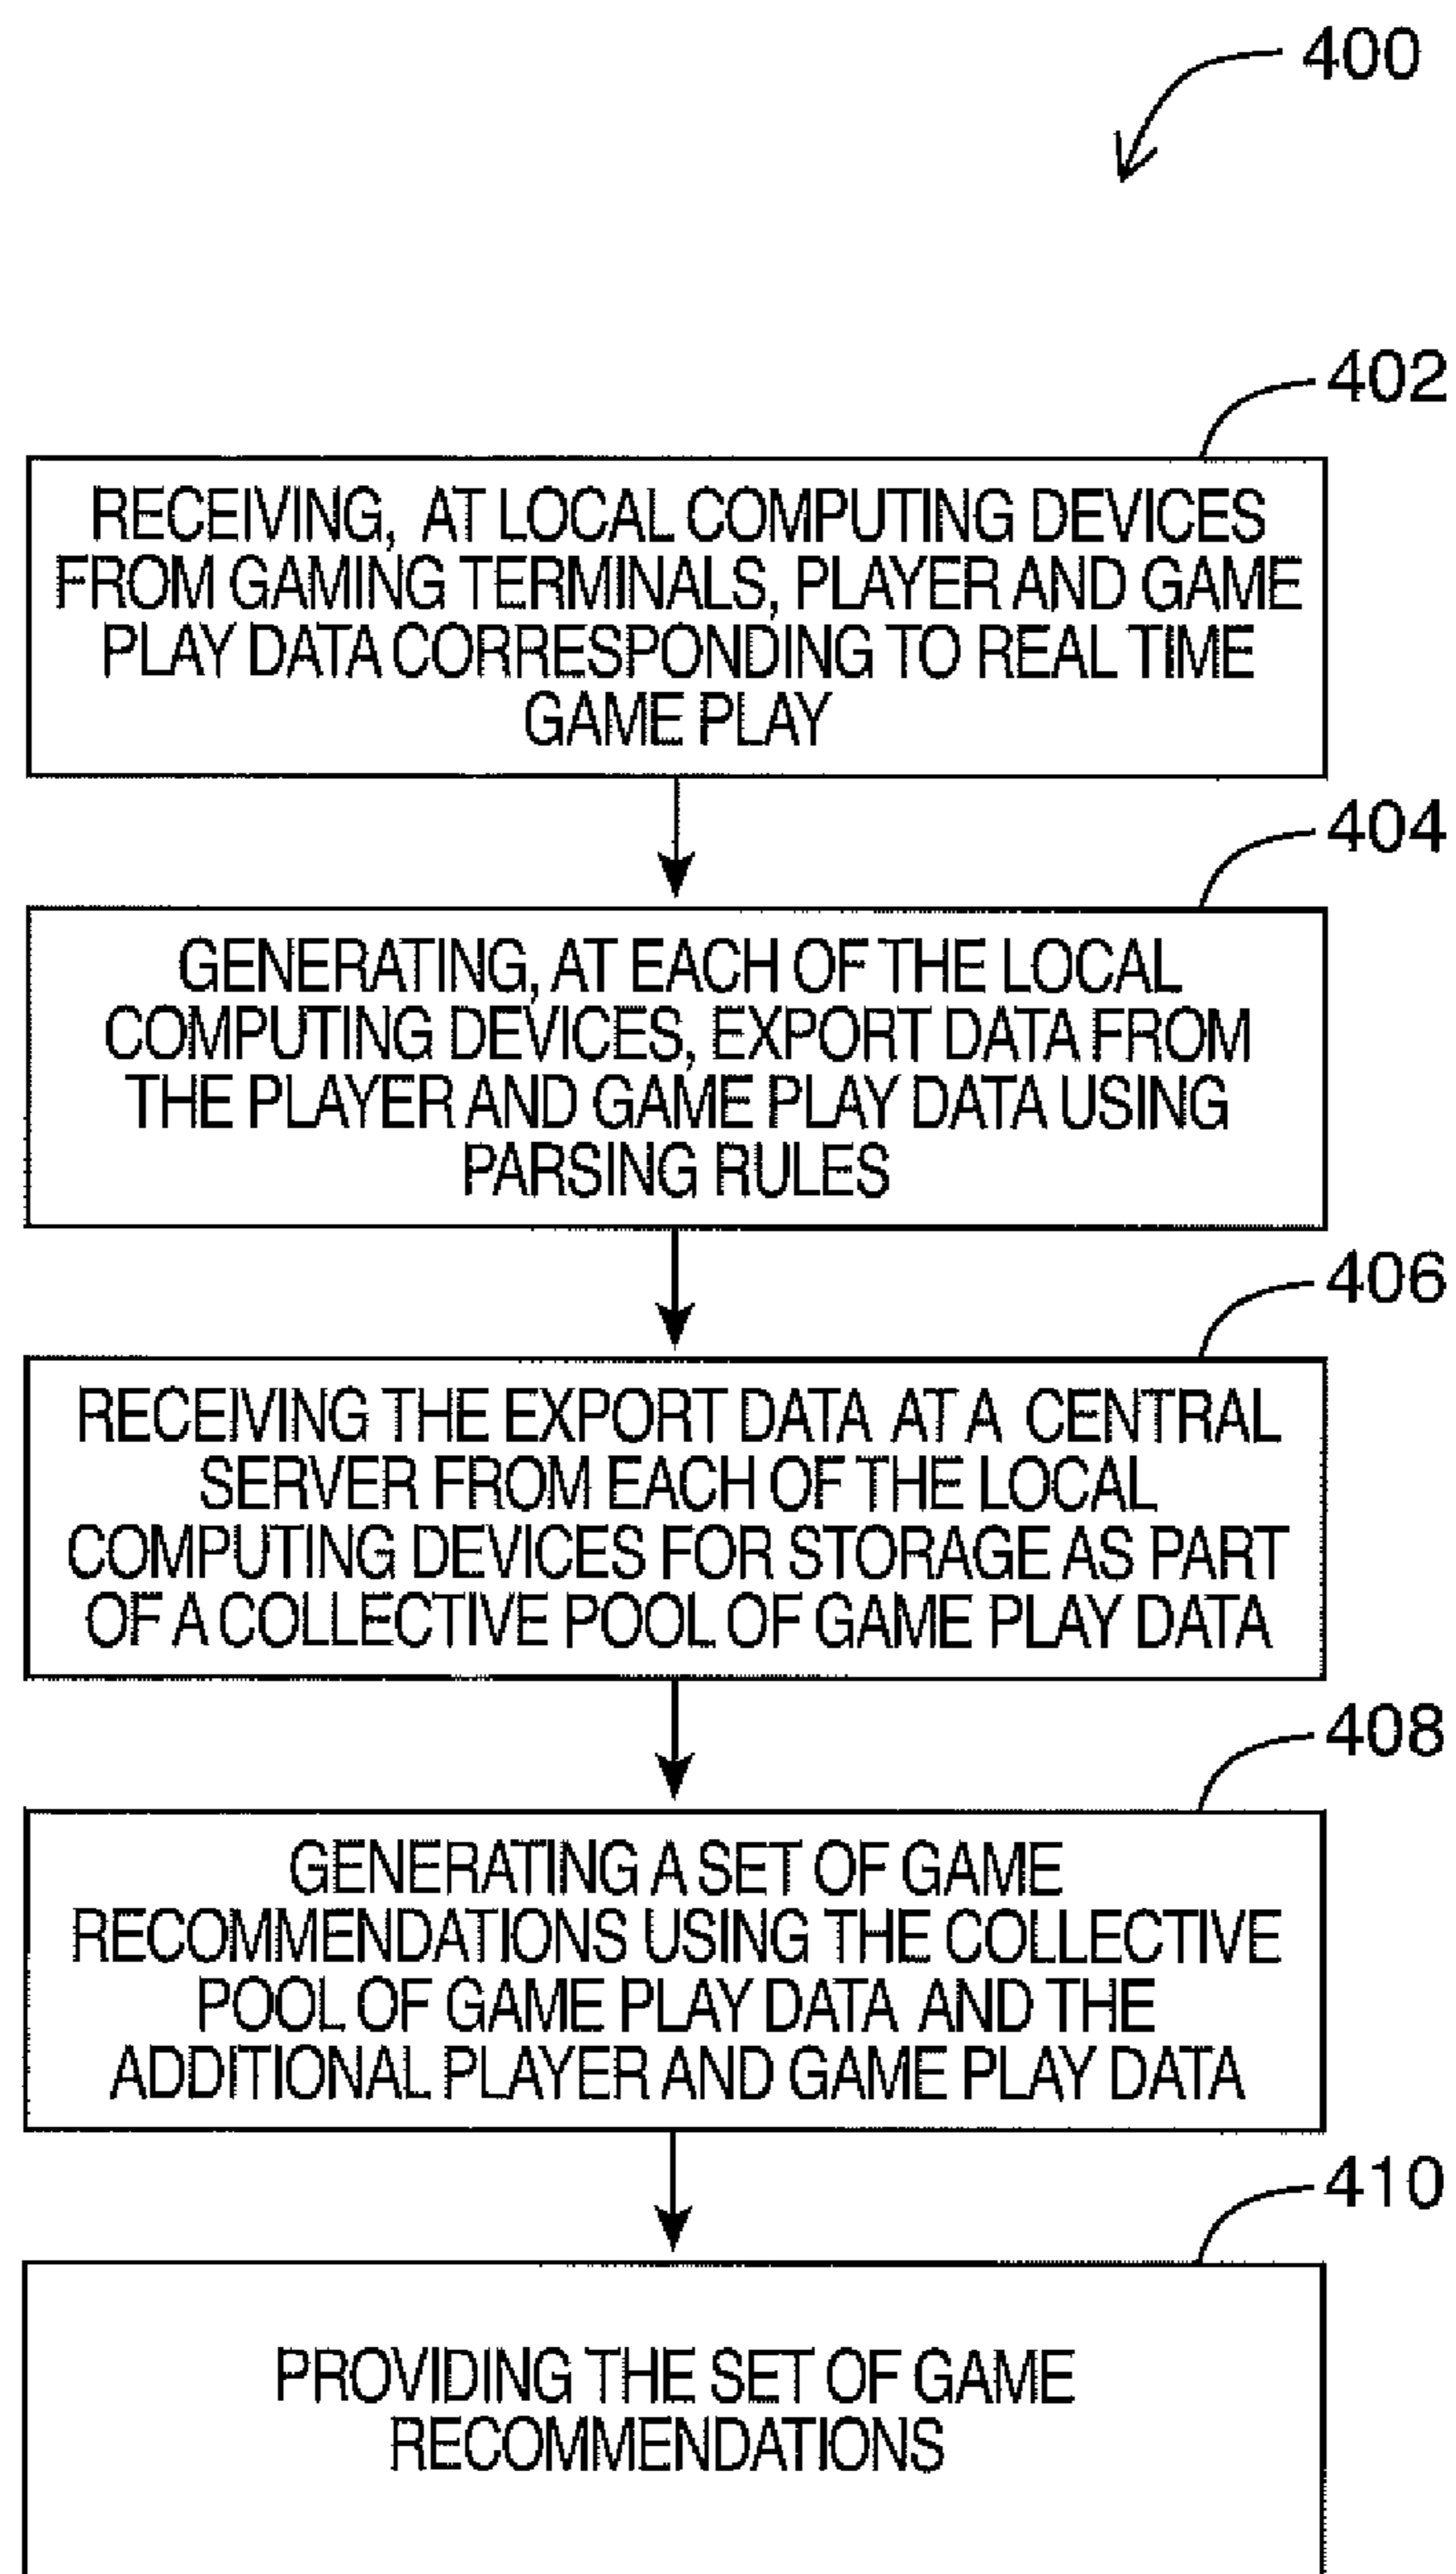 400
402
RECEIVING, AT LOCAL COMPUTING DEVICES
FROM GAMING TERMINALS, PLAYER AND GAME
PLAY DATA CORRESPONDING TO REAL TIME
GAME PLAY
404
GENERATING, AT EACH OF THE LOCAL
COMPUTING DEVICES, EXPORT DATA FROM
THE PLAYER AND GAME PLAY DATA USING
PARSING RULES
406
RECEIVING THE EXPORT DATA AT A CENTRAL
SERVER FROM EACH OF THE LOCAL
COMPUTING DEVICES FOR STORAGE AS PART
OF A COLLECTIVE POOL OF GAME PLAY DATA
408
GENERATING A SET OF GAME
RECOMMENDATIONS USING THE COLLECTIVE
POOL OF GAME PLAY DATA AND THE
ADDITIONAL PLAYER AND GAME PLAY DATA
410
PROVIDING THE SET OF GAME
RECOMMENDATIONS